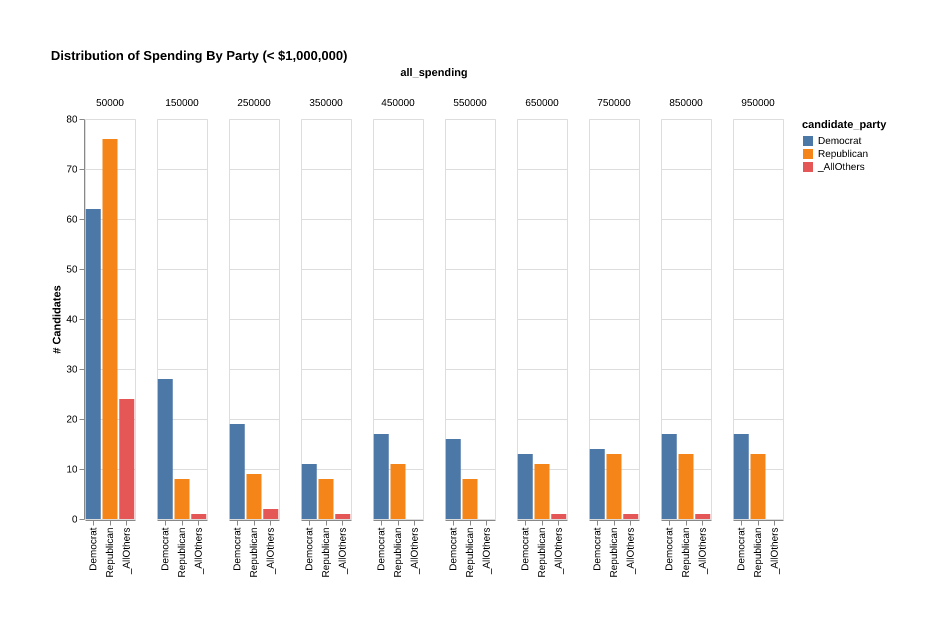 Distribution of Spending By Party (< $1,000,000)
all_spending
50000 150000 250000 350000 450000 550000 650000 750000 850000 950000
candidate_party
Democrat
Republican
_AllOthers
# Candidates
80
70
60
50
40
30
20
10
0
Democrat Republican _AllOthers Democrat Republican _AllOthers Democrat Republican _AllOthers Democrat Republican _AllOthers Democrat Republican _AllOthers Democrat Republican _AllOthers Democrat Republican _AllOthers Democrat Republican _AllOthers Democrat Republican _AllOthers Democrat Republican _AllOthers